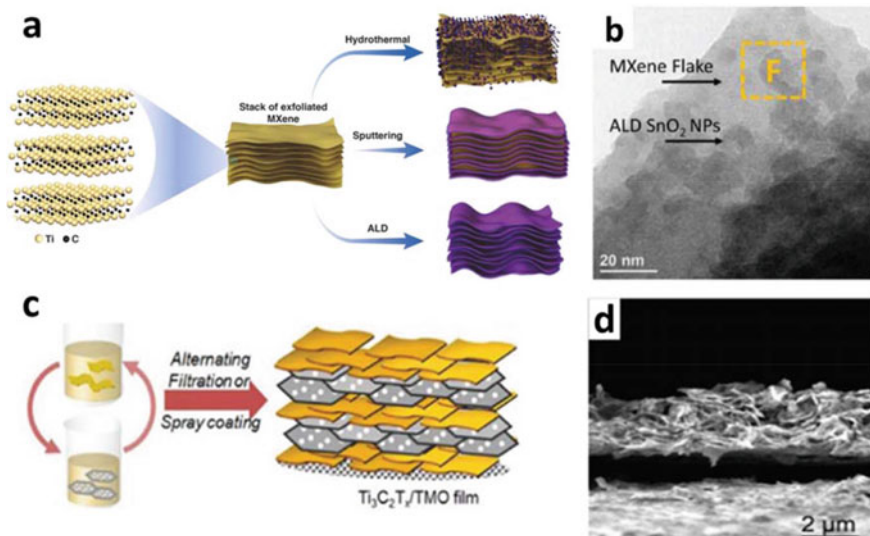 a
Hydrothermal
Stack of exfoliated
MXene
Sputtering
ALD
Ti C
b
MXene Flake
F
ALD SnO₂ NPs
20 nm
c
Alternating
Filtration or
Spray coating
Ti₃C₂Tₓ/TMO film
d
2 µm